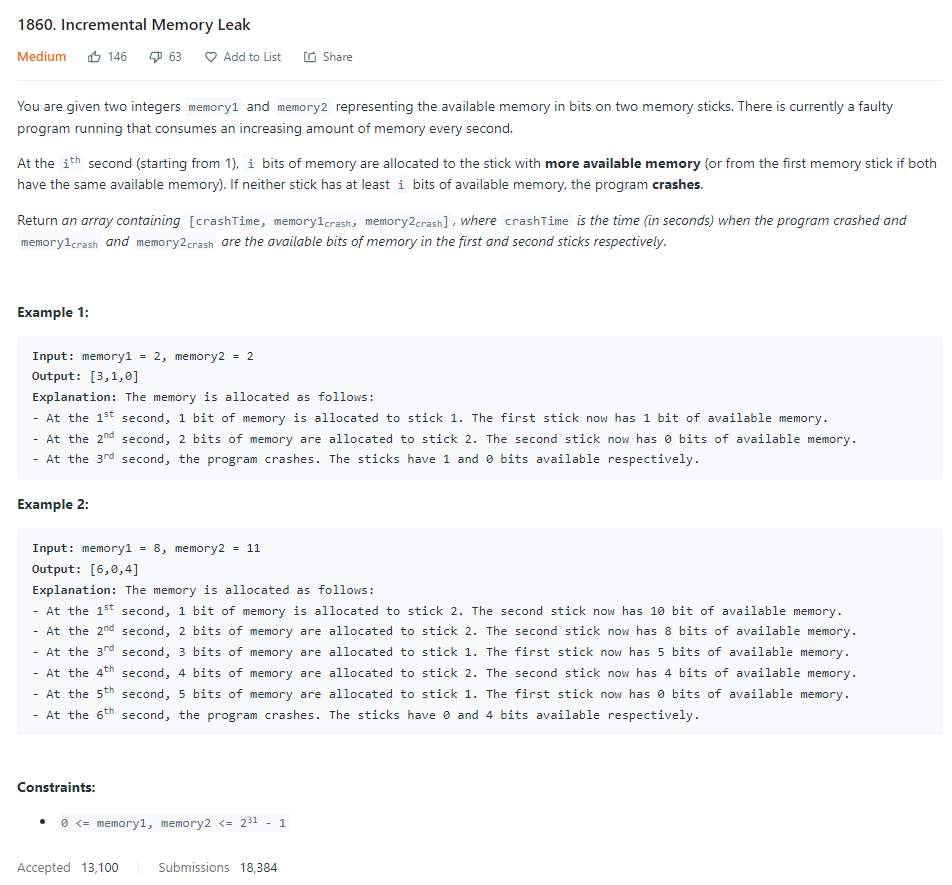 1860. Incremental Memory Leak
Medium 146 63 Add to List Share
You are given two integers memory1 and memory2 representing the available memory in bits on two memory sticks. There is currently a faulty
program running that consumes an increasing amount of memory every second.
At the ith second (starting from 1), i bits of memory are allocated to the stick with more available memory (or from the first memory stick if both
have the same available memory). If neither stick has at least i bits of available memory, the program crashes.
Return an array containing [crashTime, memory1crash, memory2crash], where crashTime is the time (in seconds) when the program crashed and
memory1crash and memory2crash are the available bits of memory in the first and second sticks respectively.
Example 1:
Input: memory1 = 2, memory2 = 2
Output: [3,1,0]
Explanation: The memory is allocated as follows:
- At the 1st second, 1 bit of memory is allocated to stick 1. The first stick now has 1 bit of available memory.
- At the 2nd second, 2 bits of memory are allocated to stick 2. The second stick now has 0 bits of available memory.
- At the 3rd second, the program crashes. The sticks have 1 and 0 bits available respectively.
Example 2:
Input: memory1 = 8, memory2 = 11
Output: [6,0,4]
Explanation: The memory is allocated as follows:
- At the 1st second, 1 bit of memory is allocated to stick 2. The second stick now has 10 bit of available memory.
- At the 2nd second, 2 bits of memory are allocated to stick 2. The second stick now has 8 bits of available memory.
- At the 3rd second, 3 bits of memory are allocated to stick 1. The first stick now has 5 bits of available memory.
- At the 4th second, 4 bits of memory are allocated to stick 2. The second stick now has 4 bits of available memory.
- At the 5th second, 5 bits of memory are allocated to stick 1. The first stick now has 0 bits of available memory.
- At the 6th second, the program crashes. The sticks have 0 and 4 bits available respectively.
Constraints:
• 0 <= memory1, memory2 <= 2³¹ - 1
Accepted 13,100 Submissions 18,384